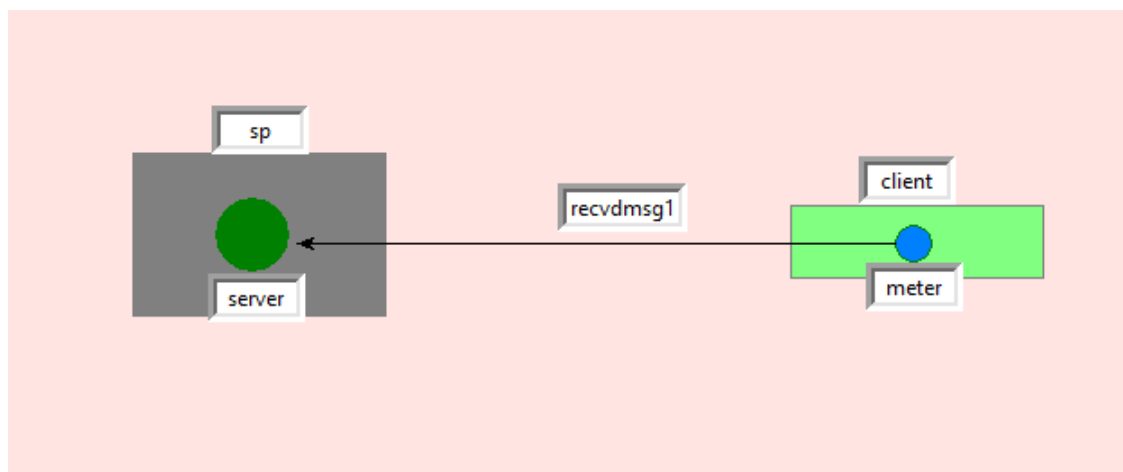 sp
client
recvdmsg1
server
meter